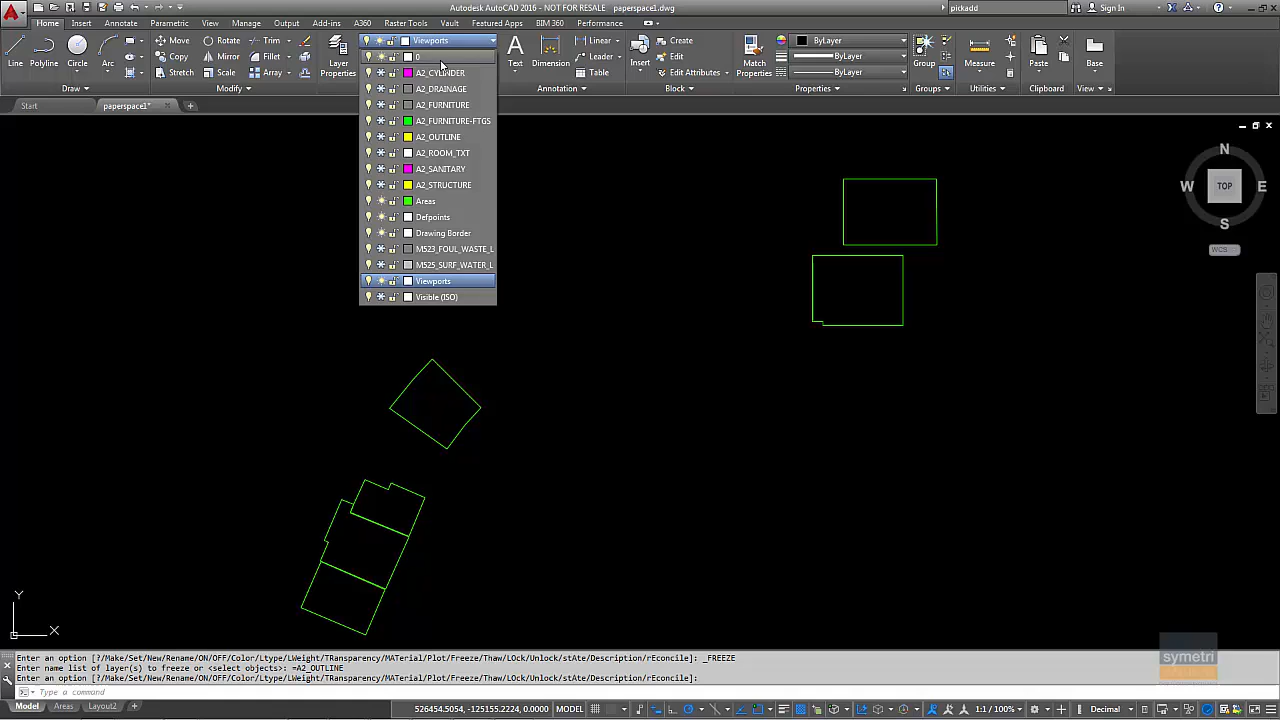 Autodesk AutoCAD 2016 - NOT FOR RESALE paperspace1.dwg
pickadd
Sign In
Home Insert Annotate Parametric View Manage Output Add-ins A360 Raster Tools Vault Featured Apps BIM 360 Performance
Line Polyline Circle Arc
Move Rotate Trim
Copy Mirror Fillet
Stretch Scale Array
Draw Modify
Layer Properties
Viewports
0
A2_CYLINDER
A2_DRAINAGE
A2_FURNITURE
A2_FURNITURE-FTGS
A2_OUTLINE
A2_ROOM_TXT
A2_SANITARY
A2_STRUCTURE
Areas
Defpoints
Drawing Border
M523_FOUL_WASTE_L
M525_SURF_WATER_L
Viewports
Visible (ISO)
Text Dimension
Linear
Leader
Table
Annotation
Insert
Create
Edit
Edit Attributes
Block
Match Properties
ByLayer
ByLayer
ByLayer
Properties
Group
Groups
Measure
Utilities
Paste
Clipboard
Base
View
Start paperspace1*
N
W TOP E
S
WCS
Y
X
symetri
Enter an option [?/Make/Set/New/Rename/ON/OFF/Color/Ltype/LWeight/TRansparency/MATerial/Plot/Freeze/Thaw/LOck/Unlock/stAte/Description/rEconcile]: _FREEZE
Enter name list of layer(s) to freeze or <select objects>: =A2_OUTLINE
Enter an option [?/Make/Set/New/Rename/ON/OFF/Color/Ltype/LWeight/TRansparency/MATerial/Plot/Freeze/Thaw/LOck/Unlock/stAte/Description/rEconcile]:
Type a command
Model Areas Layout2
526454.5054, -125155.2224, 0.0000 MODEL
1:1 / 100%
Decimal